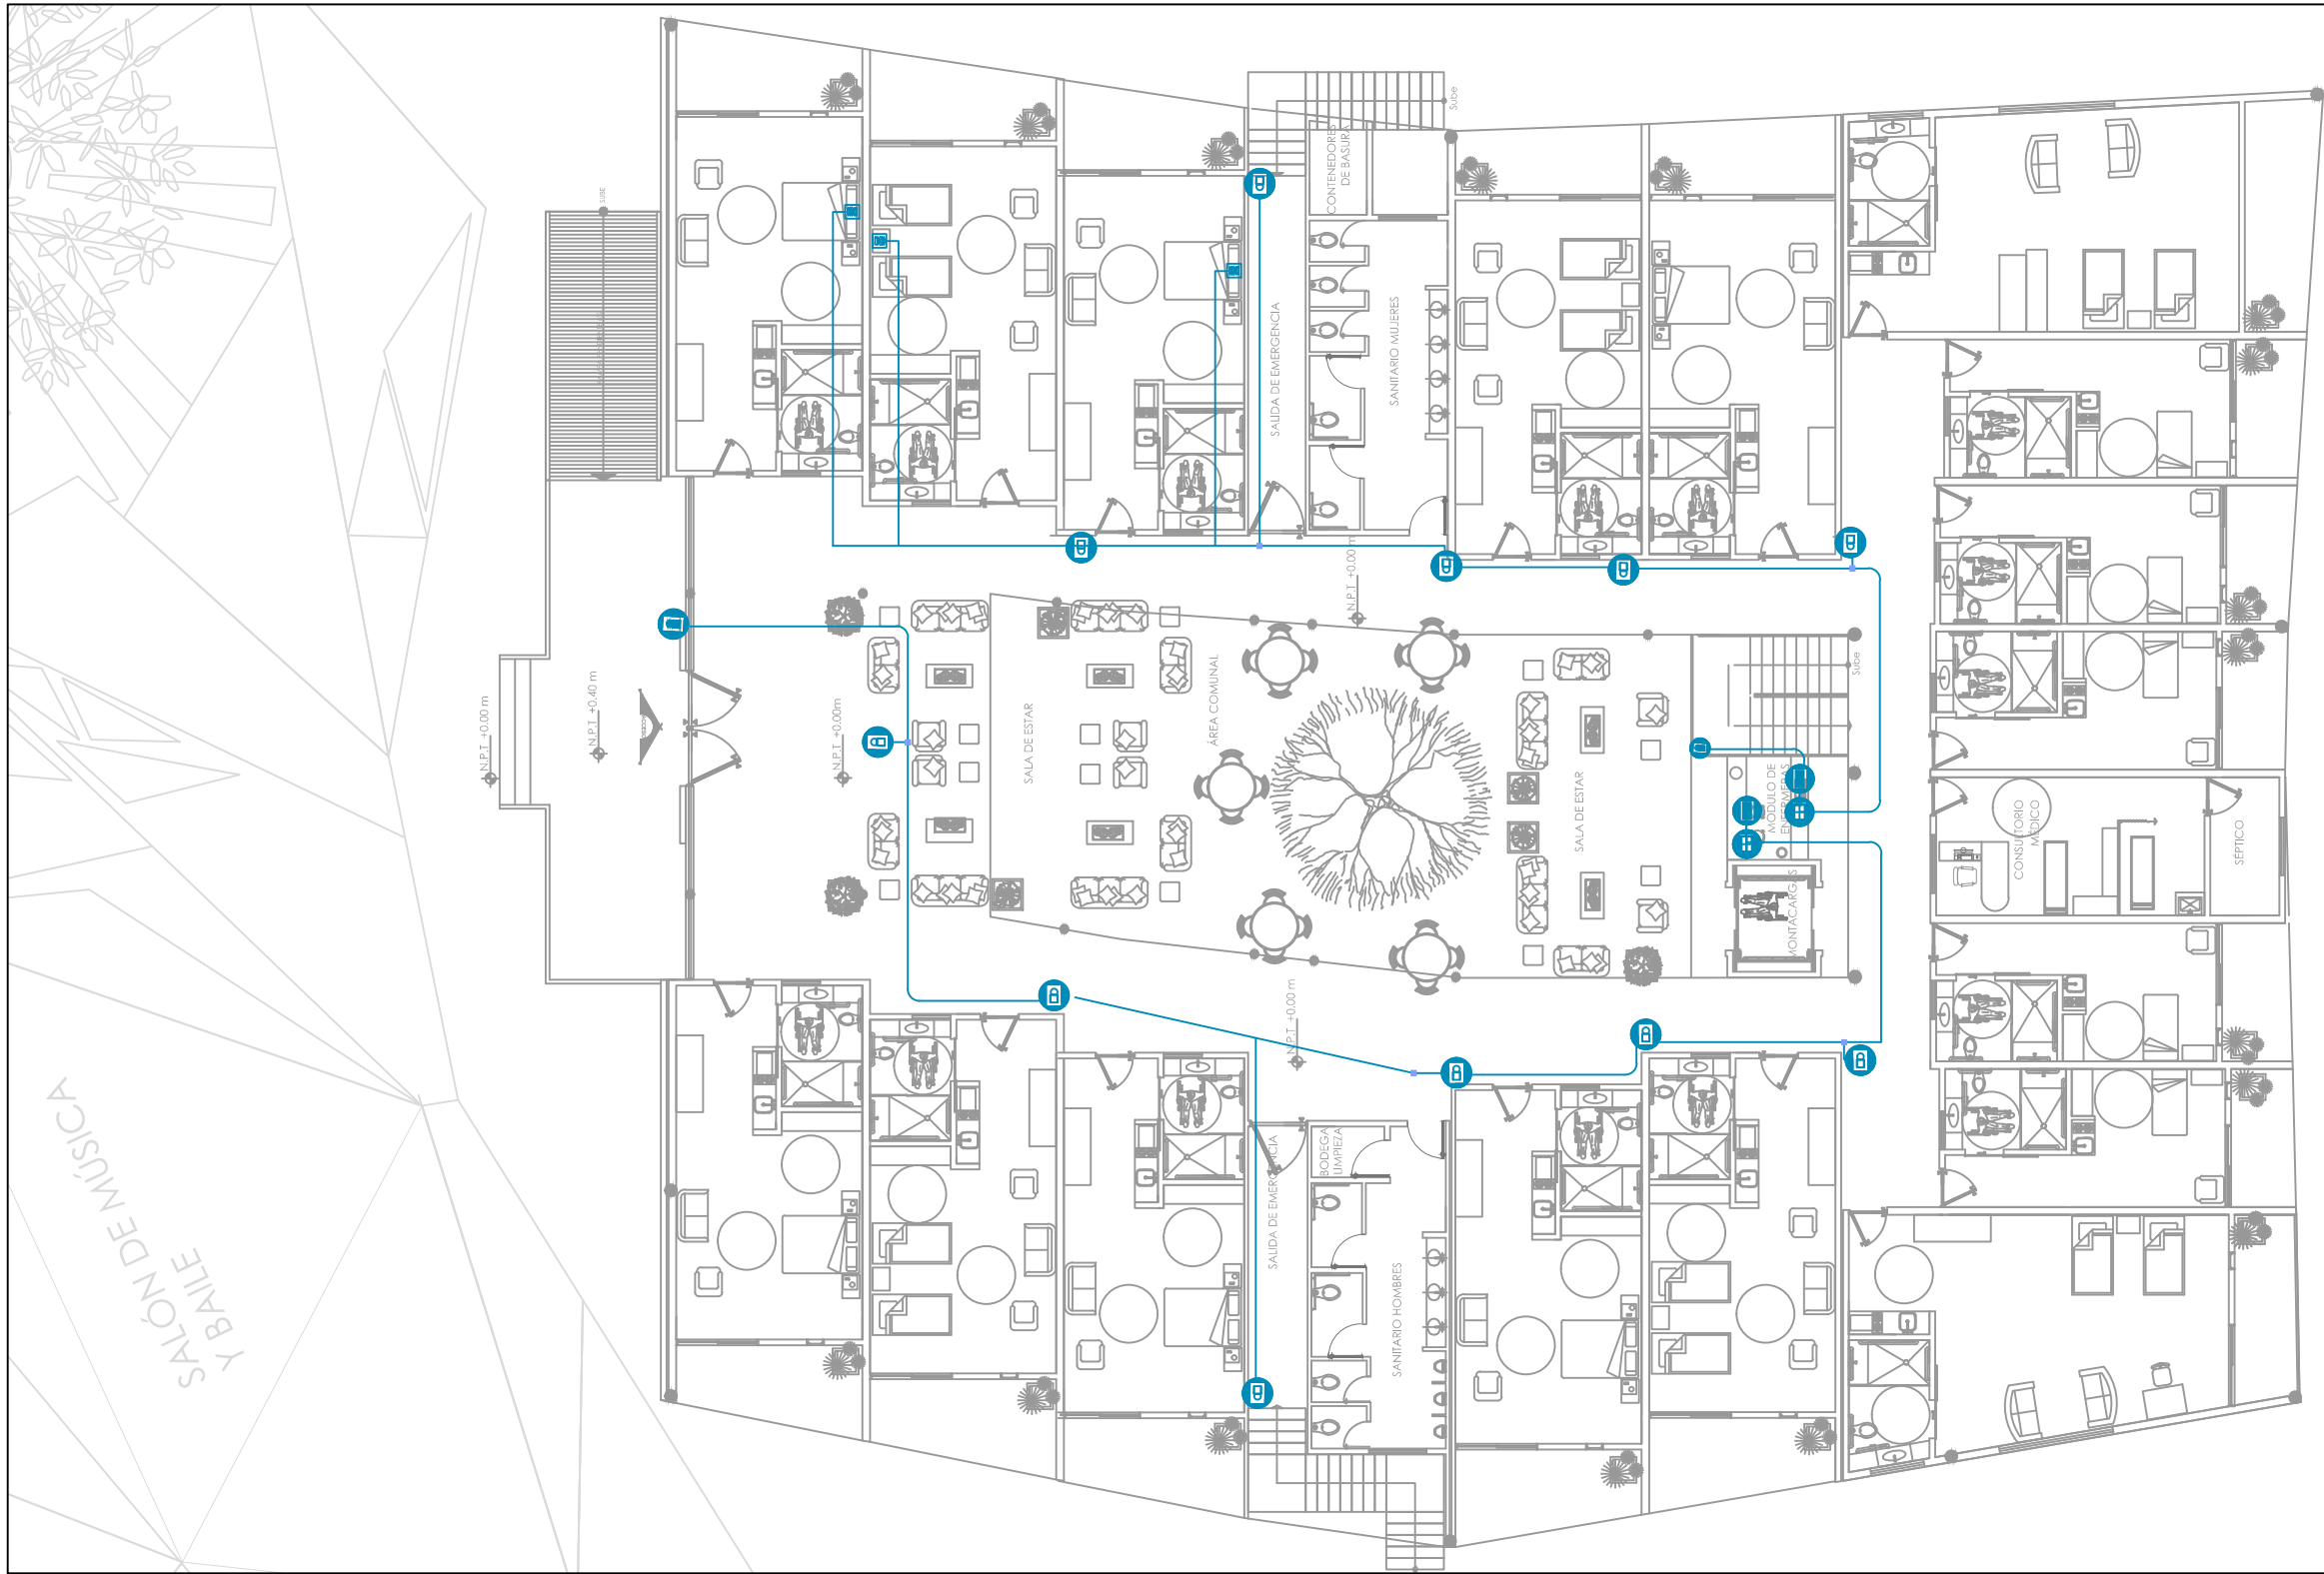 SALÓN DE MÚSICA
Y BAILE
SUBE
N.P.T +0.00 m
N.P.T +0.40 m
N.P.T +0.00m
SALA DE ESTAR
ÁREA COMUNAL
SALIDA DE EMERGENCIA
CONTENEDORES
DE BASURA
SANITARIO MUJERES
Sube
N.P.T +0.00 m
SALA DE ESTAR
MODULO DE
ENFERMERAS
MONTACARGAS
Sube
CONSULTORIO
MÉDICO
SÉPTICO
N.P.T +0.00 m
SALIDA DE EMERGENCIA
BODEGA
LIMPIEZA
SANITARIO HOMBRES